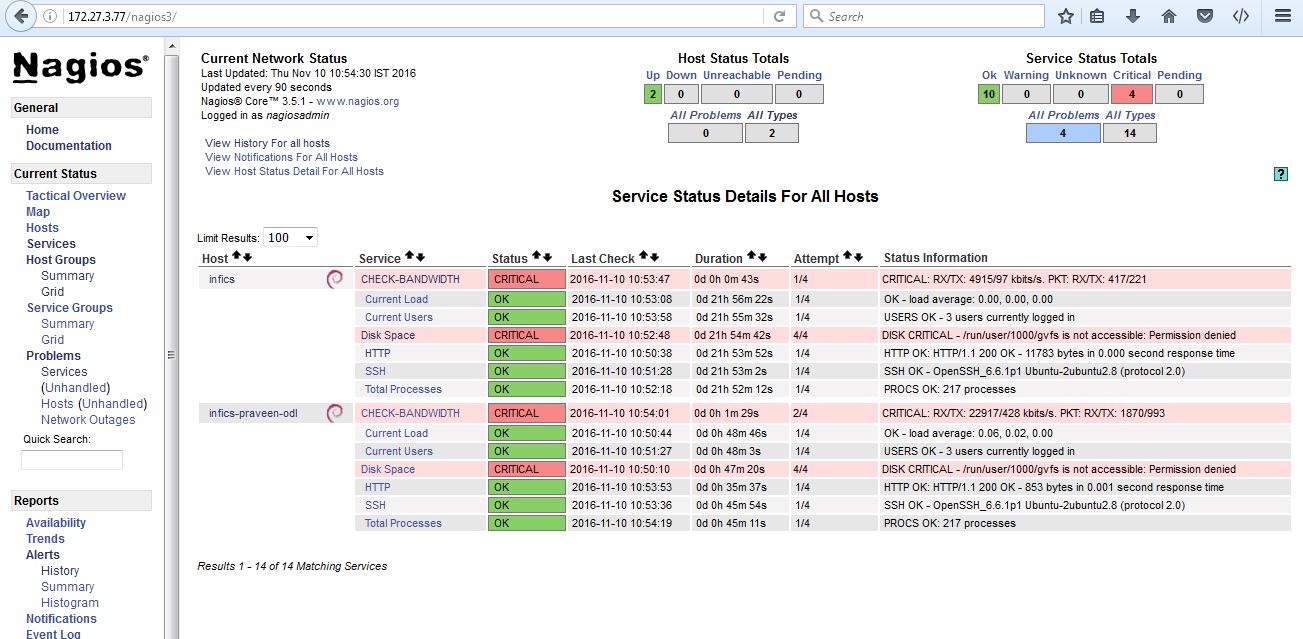 172.27.3.77/nagios3/
Search
Nagios®
General
Home
Documentation
Current Status
Tactical Overview
Map
Hosts
Services
Host Groups
Summary
Grid
Service Groups
Summary
Grid
Problems
Services
(Unhandled)
Hosts (Unhandled)
Network Outages
Quick Search:
Reports
Availability
Trends
Alerts
History
Summary
Histogram
Notifications
Event Log
Current Network Status
Last Updated: Thu Nov 10 10:54:30 IST 2016
Updated every 90 seconds
Nagios® Core™ 3.5.1 - www.nagios.org
Logged in as nagiosadmin
View History For all hosts
View Notifications For All Hosts
View Host Status Detail For All Hosts
Host Status Totals
Up Down Unreachable Pending
2 0 0 0
All Problems All Types
0 2
Service Status Totals
Ok Warning Unknown Critical Pending
10 0 0 4 0
All Problems All Types
4 14
?
Service Status Details For All Hosts
Limit Results: 100
Host Service Status Last Check Duration Attempt Status Information
infics CHECK-BANDWIDTH CRITICAL 2016-11-10 10:53:47 0d 0h 0m 43s 1/4 CRITICAL: RX/TX: 4915/97 kbits/s. PKT: RX/TX: 417/221
Current Load OK 2016-11-10 10:53:08 0d 21h 56m 22s 1/4 OK - load average: 0.00, 0.00, 0.00
Current Users OK 2016-11-10 10:53:58 0d 21h 55m 32s 1/4 USERS OK - 3 users currently logged in
Disk Space CRITICAL 2016-11-10 10:52:48 0d 21h 54m 42s 4/4 DISK CRITICAL - /run/user/1000/gvfs is not accessible: Permission denied
HTTP OK 2016-11-10 10:50:38 0d 21h 53m 52s 1/4 HTTP OK: HTTP/1.1 200 OK - 11783 bytes in 0.000 second response time
SSH OK 2016-11-10 10:51:28 0d 21h 53m 2s 1/4 SSH OK - OpenSSH_6.6.1p1 Ubuntu-2ubuntu2.8 (protocol 2.0)
Total Processes OK 2016-11-10 10:52:18 0d 21h 52m 12s 1/4 PROCS OK: 217 processes
infics-praveen-odl CHECK-BANDWIDTH CRITICAL 2016-11-10 10:54:01 0d 0h 1m 29s 2/4 CRITICAL: RX/TX: 22917/428 kbits/s. PKT: RX/TX: 1870/993
Current Load OK 2016-11-10 10:50:44 0d 0h 48m 46s 1/4 OK - load average: 0.06, 0.02, 0.00
Current Users OK 2016-11-10 10:51:27 0d 0h 48m 3s 1/4 USERS OK - 3 users currently logged in
Disk Space CRITICAL 2016-11-10 10:50:10 0d 0h 47m 20s 4/4 DISK CRITICAL - /run/user/1000/gvfs is not accessible: Permission denied
HTTP OK 2016-11-10 10:53:53 0d 0h 35m 37s 1/4 HTTP OK: HTTP/1.1 200 OK - 853 bytes in 0.001 second response time
SSH OK 2016-11-10 10:53:36 0d 0h 45m 54s 1/4 SSH OK - OpenSSH_6.6.1p1 Ubuntu-2ubuntu2.8 (protocol 2.0)
Total Processes OK 2016-11-10 10:54:19 0d 0h 45m 11s 1/4 PROCS OK: 217 processes
Results 1 - 14 of 14 Matching Services